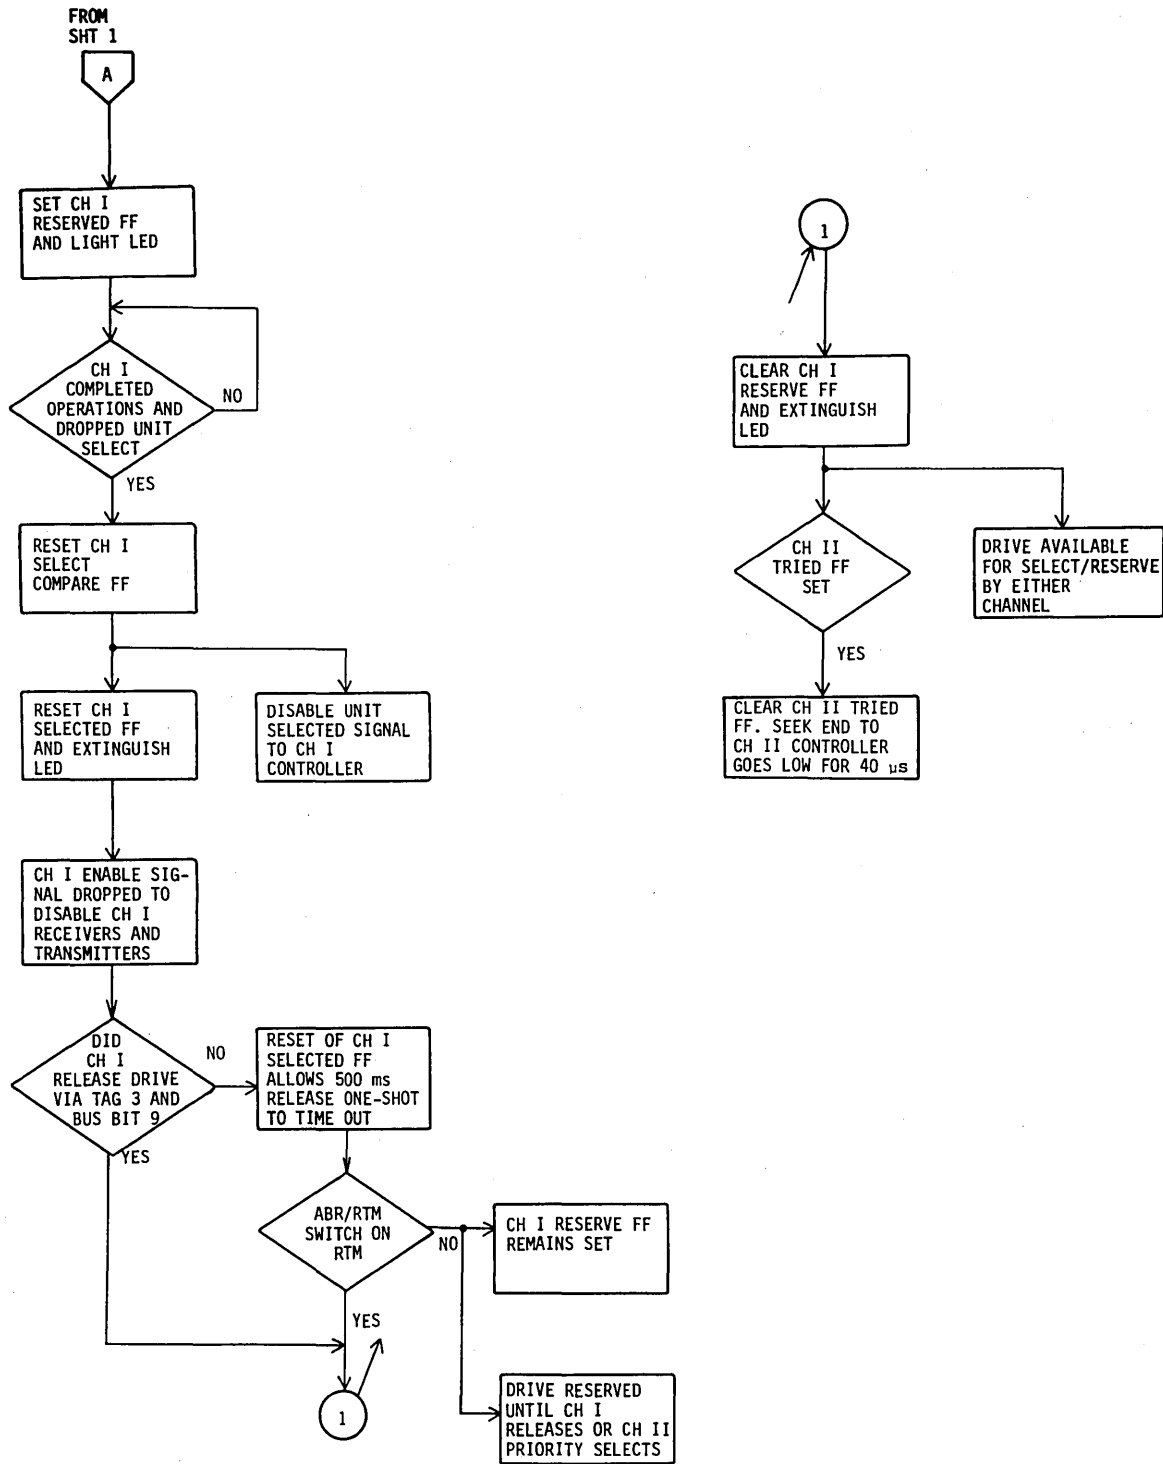 FROM
SHT 1
A
SET CH I
RESERVED FF
AND LIGHT LED
CH I
COMPLETED
OPERATIONS AND
DROPPED UNIT
SELECT
NO
YES
RESET CH I
SELECT
COMPARE FF
RESET CH I
SELECTED FF
AND EXTINGUISH
LED
DISABLE UNIT
SELECTED SIGNAL
TO CH I
CONTROLLER
CH I ENABLE SIG-
NAL DROPPED TO
DISABLE CH I
RECEIVERS AND
TRANSMITTERS
DID
CH I
RELEASE DRIVE
VIA TAG 3 AND
BUS BIT 9
NO
YES
RESET OF CH I
SELECTED FF
ALLOWS 500 ms
RELEASE ONE-SHOT
TO TIME OUT
ABR/RTM
SWITCH ON
RTM
NO
YES
CH I RESERVE FF
REMAINS SET
DRIVE RESERVED
UNTIL CH I
RELEASES OR CH II
PRIORITY SELECTS
1
1
CLEAR CH I
RESERVE FF
AND EXTINGUISH
LED
CH II
TRIED FF
SET
YES
DRIVE AVAILABLE
FOR SELECT/RESERVE
BY EITHER
CHANNEL
CLEAR CH II TRIED
FF. SEEK END TO
CH II CONTROLLER
GOES LOW FOR 40 µs